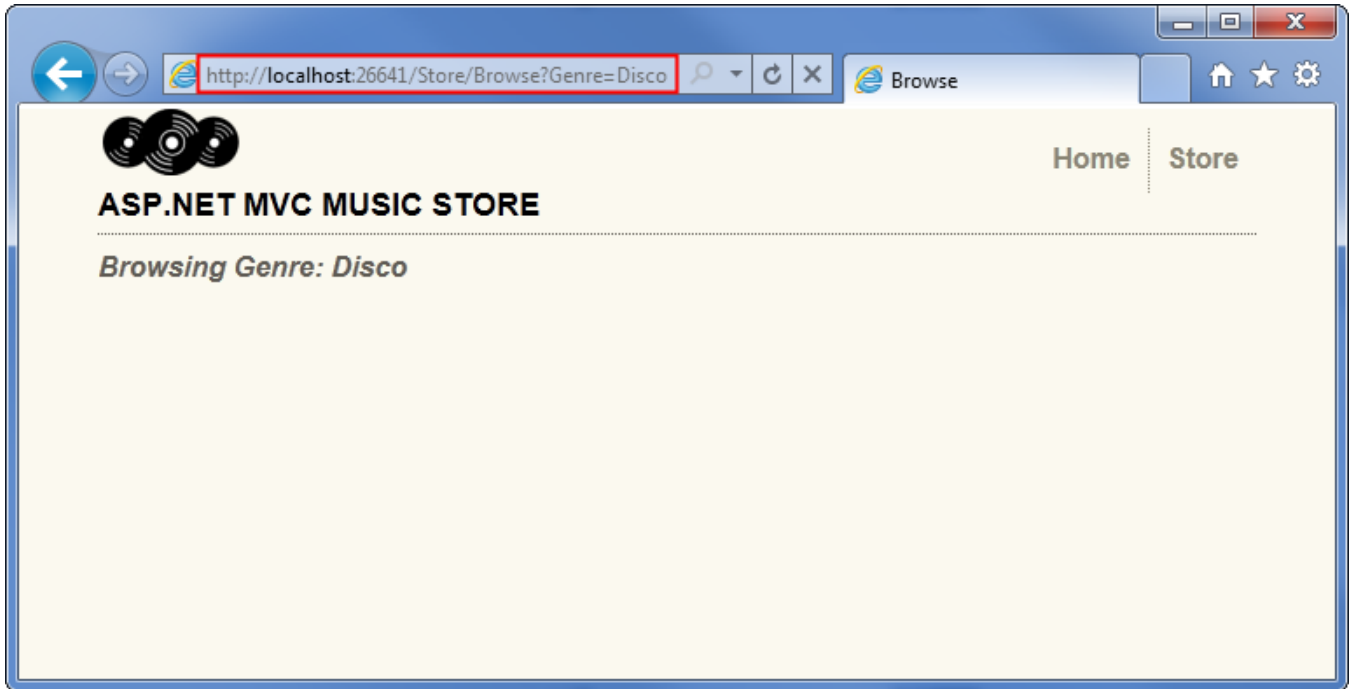 http://localhost:26641/Store/Browse?Genre=Disco
Browse
Home
Store
ASP.NET MVC MUSIC STORE
Browsing Genre: Disco